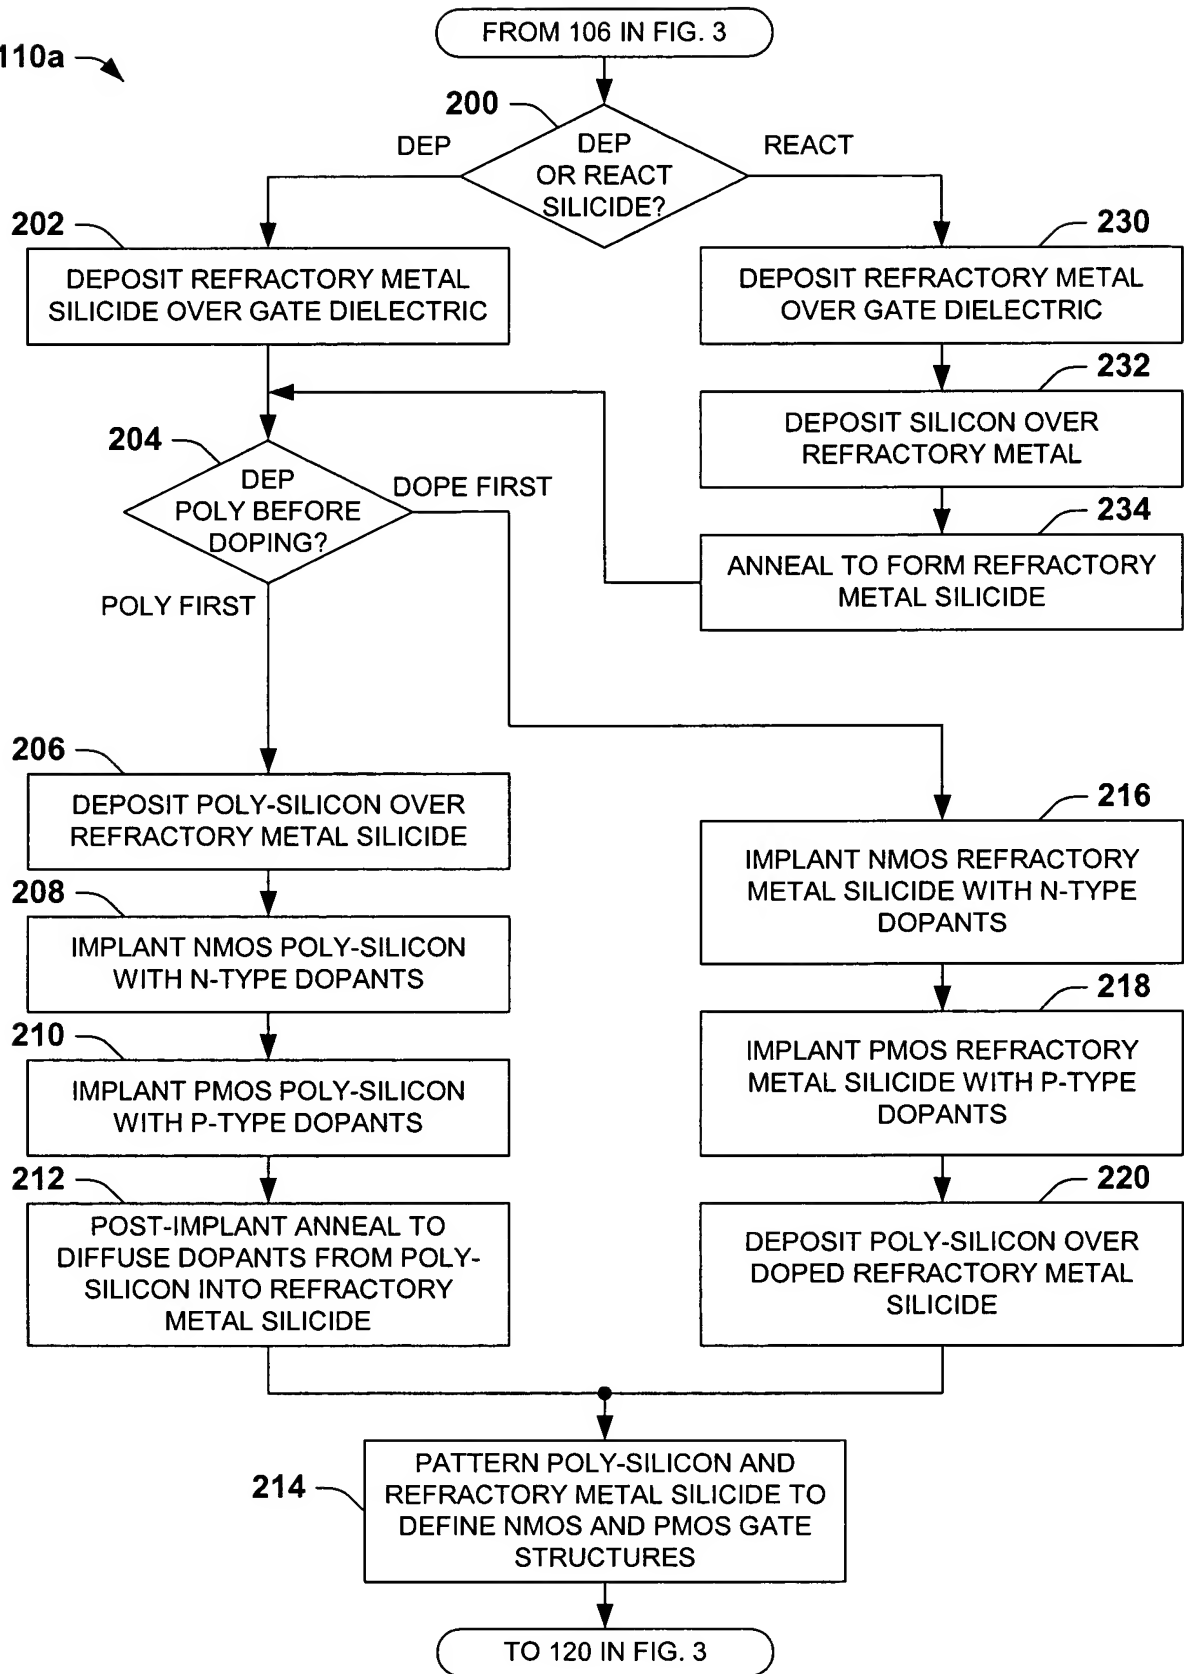 FROM 106 IN FIG. 3
110a
200
DEP
OR REACT
SILICIDE?
DEP
REACT
202
DEPOSIT REFRACTORY METAL
SILICIDE OVER GATE DIELECTRIC
230
DEPOSIT REFRACTORY METAL
OVER GATE DIELECTRIC
232
DEPOSIT SILICON OVER
REFRACTORY METAL
204
DEP
POLY BEFORE
DOPING?
DOPE FIRST
POLY FIRST
234
ANNEAL TO FORM REFRACTORY
METAL SILICIDE
206
DEPOSIT POLY-SILICON OVER
REFRACTORY METAL SILICIDE
208
IMPLANT NMOS POLY-SILICON
WITH N-TYPE DOPANTS
210
IMPLANT PMOS POLY-SILICON
WITH P-TYPE DOPANTS
212
POST-IMPLANT ANNEAL TO
DIFFUSE DOPANTS FROM POLY-
SILICON INTO REFRACTORY
METAL SILICIDE
216
IMPLANT NMOS REFRACTORY
METAL SILICIDE WITH N-TYPE
DOPANTS
218
IMPLANT PMOS REFRACTORY
METAL SILICIDE WITH P-TYPE
DOPANTS
220
DEPOSIT POLY-SILICON OVER
DOPED REFRACTORY METAL
SILICIDE
214
PATTERN POLY-SILICON AND
REFRACTORY METAL SILICIDE TO
DEFINE NMOS AND PMOS GATE
STRUCTURES
TO 120 IN FIG. 3